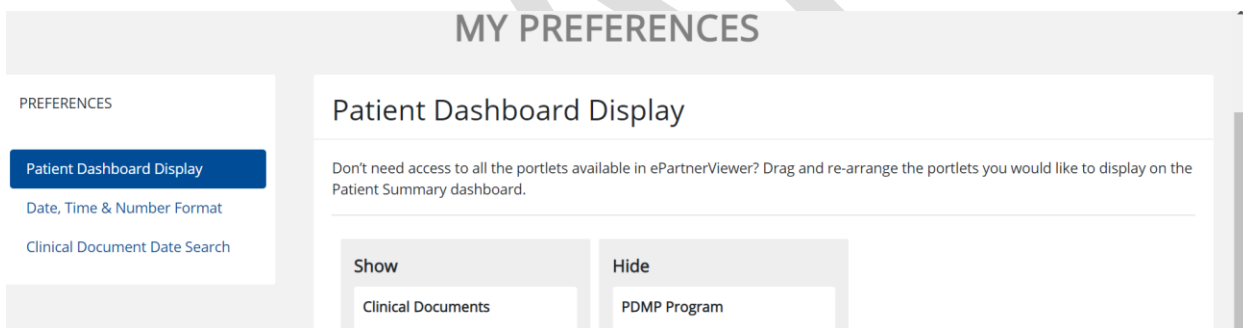 MY PREFERENCES
PREFERENCES
Patient Dashboard Display
Date, Time & Number Format
Clinical Document Date Search
Patient Dashboard Display
Don't need access to all the portlets available in ePartnerViewer? Drag and re-arrange the portlets you would like to display on the
Patient Summary dashboard.
Show
Clinical Documents
Hide
PDMP Program